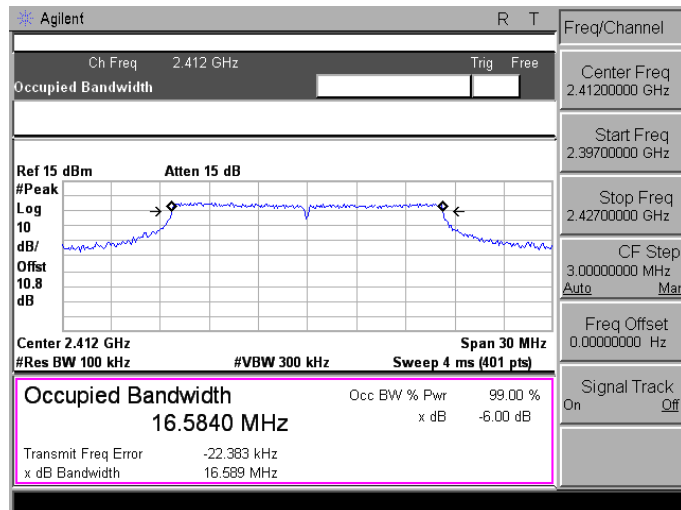 Agilent R T
Ch Freq 2.412 GHz Trig Free
Occupied Bandwidth
Ref 15 dBm Atten 15 dB
#Peak
Log
10
dB/
Offst
10.8
dB
Center 2.412 GHz Span 30 MHz
#Res BW 100 kHz #VBW 300 kHz Sweep 4 ms (401 pts)
Occupied Bandwidth Occ BW % Pwr 99.00 %
16.5840 MHz x dB -6.00 dB
Transmit Freq Error -22.383 kHz
x dB Bandwidth 16.589 MHz
Freq/Channel
Center Freq
2.41200000 GHz
Start Freq
2.39700000 GHz
Stop Freq
2.42700000 GHz
CF Step
3.00000000 MHz
Auto Mar
Freq Offset
0.00000000 Hz
Signal Track
On Off